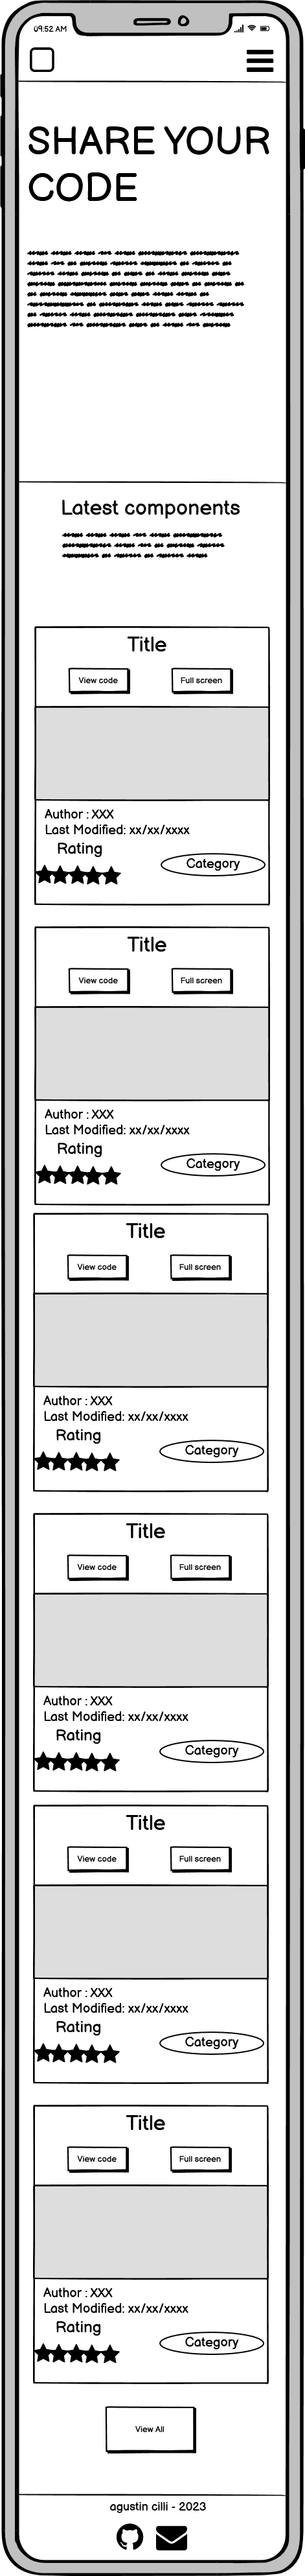 09:52 AM
SHARE YOUR
CODE
Latest components
Title
View code Full screen
Author : XXX
Last Modified: xx/xx/xxxx
Rating
Category
Title
View code Full screen
Author : XXX
Last Modified: xx/xx/xxxx
Rating
Category
Title
View code Full screen
Author : XXX
Last Modified: xx/xx/xxxx
Rating
Category
Title
View code Full screen
Author : XXX
Last Modified: xx/xx/xxxx
Rating
Category
Title
View code Full screen
Author : XXX
Last Modified: xx/xx/xxxx
Rating
Category
Title
View code Full screen
Author : XXX
Last Modified: xx/xx/xxxx
Rating
Category
View All
agustin cilli - 2023